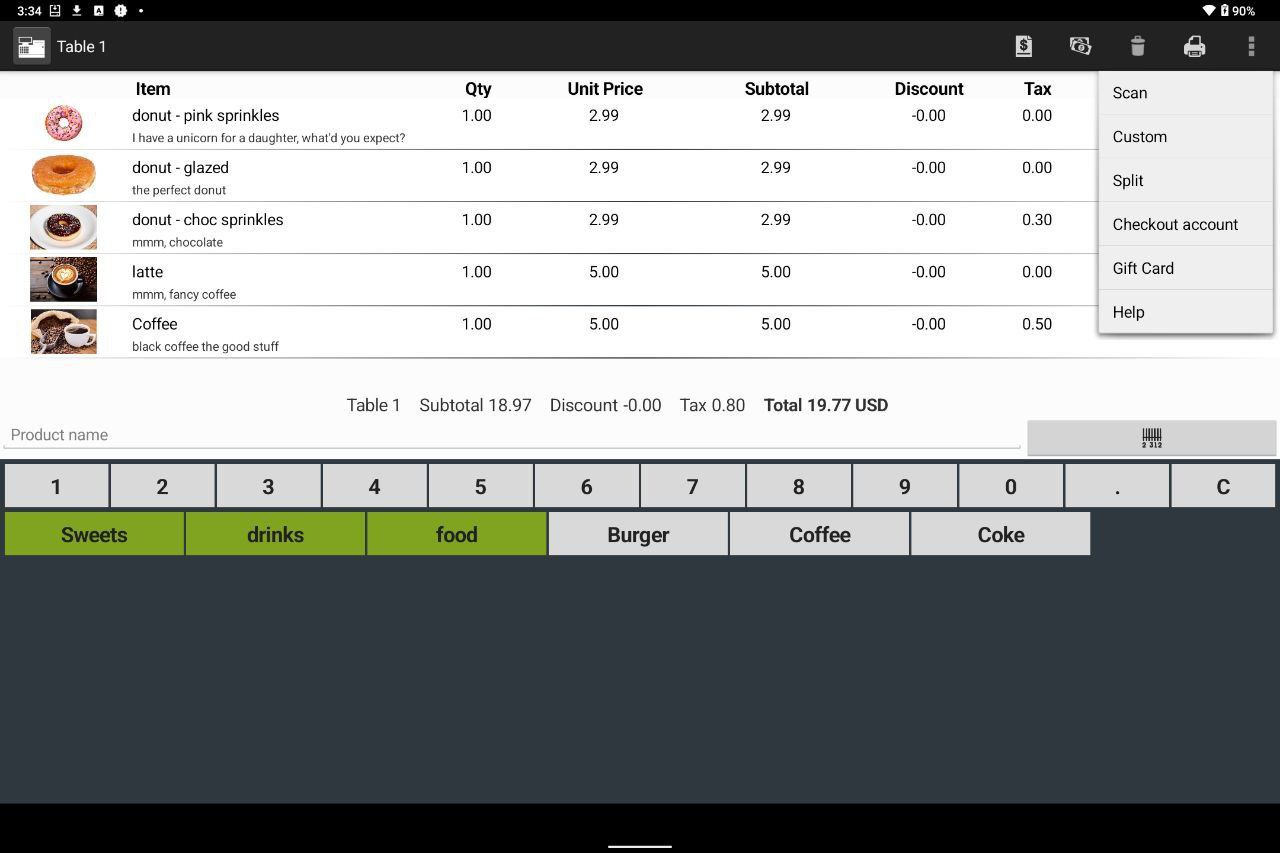 3:34 90%
Table 1
Item Qty Unit Price Subtotal Discount Tax
donut - pink sprinkles 1.00 2.99 2.99 -0.00 0.00
I have a unicorn for a daughter, what'd you expect?
donut - glazed 1.00 2.99 2.99 -0.00 0.00
the perfect donut
donut - choc sprinkles 1.00 2.99 2.99 -0.00 0.30
mmm, chocolate
latte 1.00 5.00 5.00 -0.00 0.00
mmm, fancy coffee
Coffee 1.00 5.00 5.00 -0.00 0.50
black coffee the good stuff
Scan
Custom
Split
Checkout account
Gift Card
Help
Table 1 Subtotal 18.97 Discount -0.00 Tax 0.80 Total 19.77 USD
Product name
2 312
1 2 3 4 5 6 7 8 9 0 . C
Sweets drinks food Burger Coffee Coke